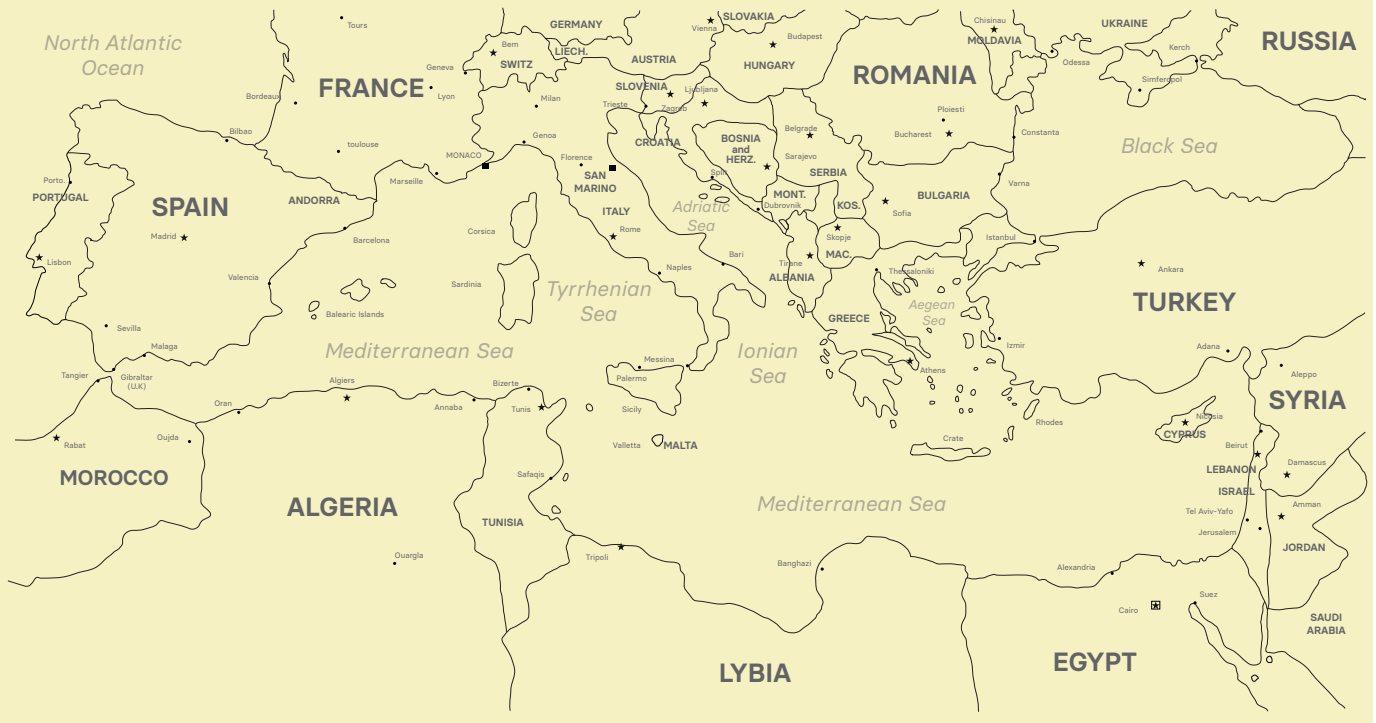 North Atlantic
Ocean
Tours
GERMANY
SLOVAKIA
Vienna
Chisinau
UKRAINE
RUSSIA
Bem
LIECH.
SWITZ
AUSTRIA
Budapest
HUNGARY
MOLDAVIA
Odessa
Kerch
Geneva
FRANCE
Lyon
Bordeaux
ROMANIA
Simferopol
SLOVENIA
Ljubljana
Milan
Trieste
Zagreb
Ploiesti
Bilbao
toulouse
Genoa
CROATIA
BOSNIA
and
HERZ.
Belgrade
Bucharest
Constanta
Black Sea
MONACO
Florence
SAN
MARINO
Sarajevo
Split
SERBIA
Marseille
Porto.
PORTUGAL
SPAIN
ANDORRA
Varna
MONT.
Dubrovnik
KOS.
BULGARIA
ITALY
Adriatic
Sea
Sofia
Madrid
Barcelona
Corsica
Rome
Skopje
Istanbul
Lisbon
Bari
Tirane
MAC.
Naples
ALBANIA
Thessaloniki
Ankara
Valencia
Sardinia
Tyrrhenian
Sea
TURKEY
Balearic Islands
Aegean
Sea
GREECE
Sevilla
Malaga
Mediterranean Sea
Ionian
Sea
Izmir
Adana
Messina
Athens
Tangier
Gibraltar
(U.K)
Algiers
Bizerte
Palermo
Aleppo
Oran
Annaba
Tunis
Sicily
SYRIA
Nicosia
Rhodes
CYPRUS
Rabat
Oujda
Valletta
MALTA
Crate
Beirut
MOROCCO
Safaqis
LEBANON
Damascus
ISRAEL
ALGERIA
Mediterranean Sea
Tel Aviv-Yafo
Amman
TUNISIA
Jerusalem
JORDAN
Ouargla
Tripoli
Banghazi
Alexandria
Suez
Cairo
SAUDI
ARABIA
LYBIA
EGYPT